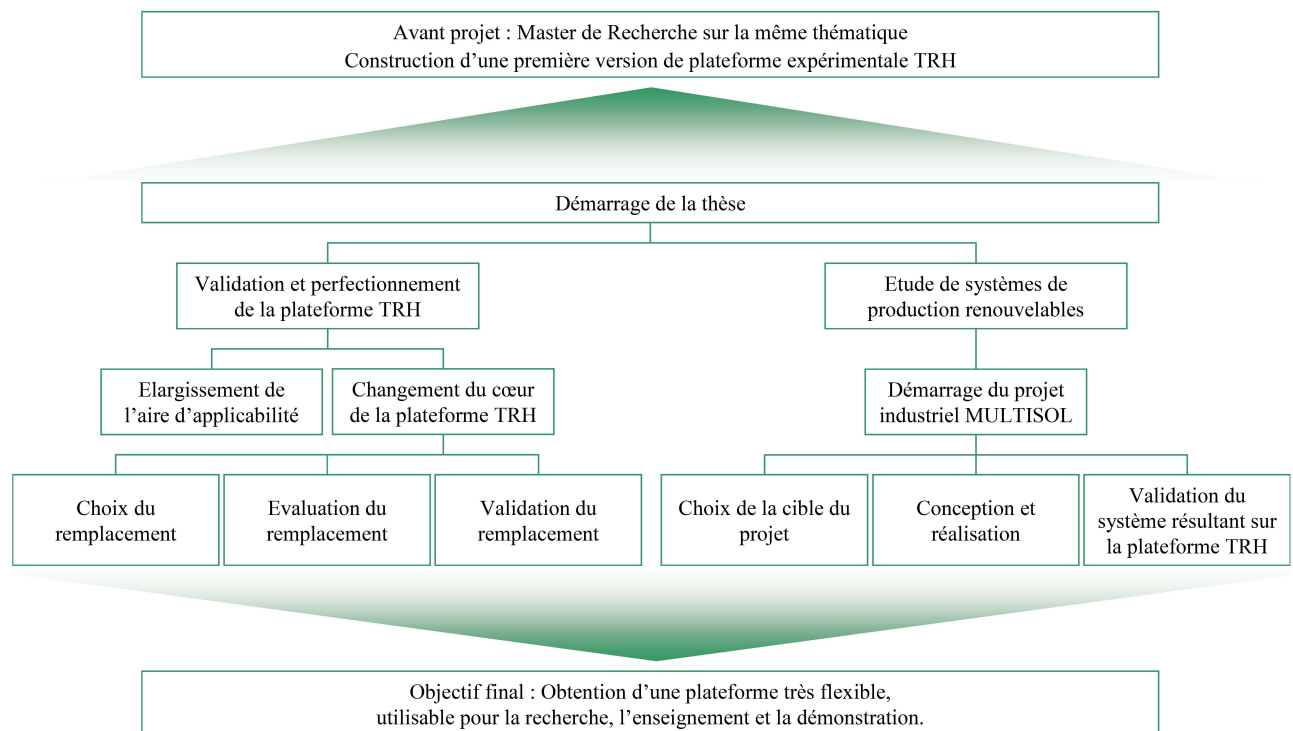 Avant projet : Master de Recherche sur la même thématique
Construction d’une première version de plateforme expérimentale TRH
Démarrage de la thèse
Validation et perfectionnement
de la plateforme TRH
Etude de systèmes de
production renouvelables
Elargissement de
l’aire d’applicabilité
Changement du cœur
de la plateforme TRH
Démarrage du projet
industriel MULTISOL
Choix du
remplacement
Evaluation du
remplacement
Validation du
remplacement
Choix de la cible du
projet
Conception et
réalisation
Validation du
système résultant sur
la plateforme TRH
Objectif final : Obtention d’une plateforme très flexible,
utilisable pour la recherche, l’enseignement et la démonstration.